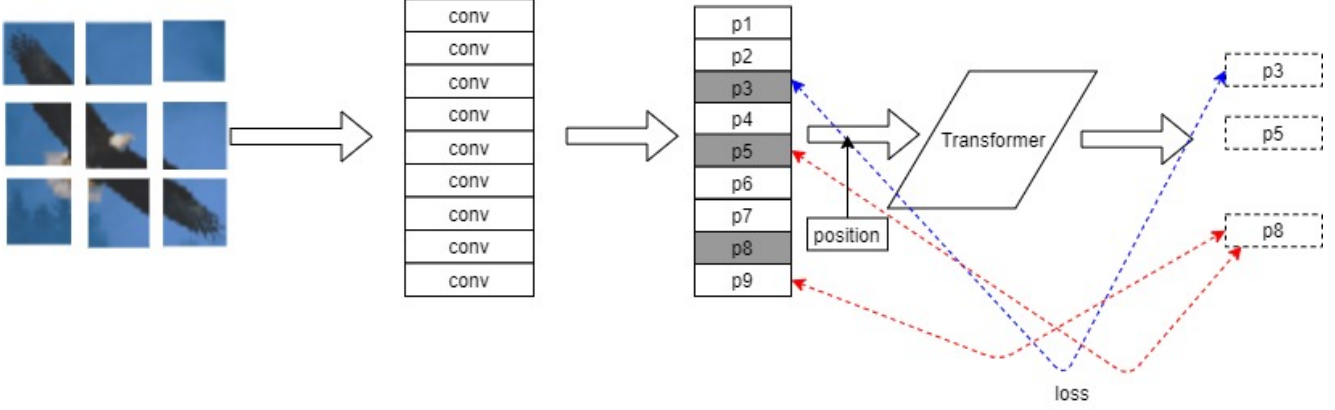 conv
conv
conv
conv
conv
conv
conv
conv
conv
p1
p2
p3
p4
p5
p6
p7
p8
p9
position
Transformer
p3
p5
p8
loss